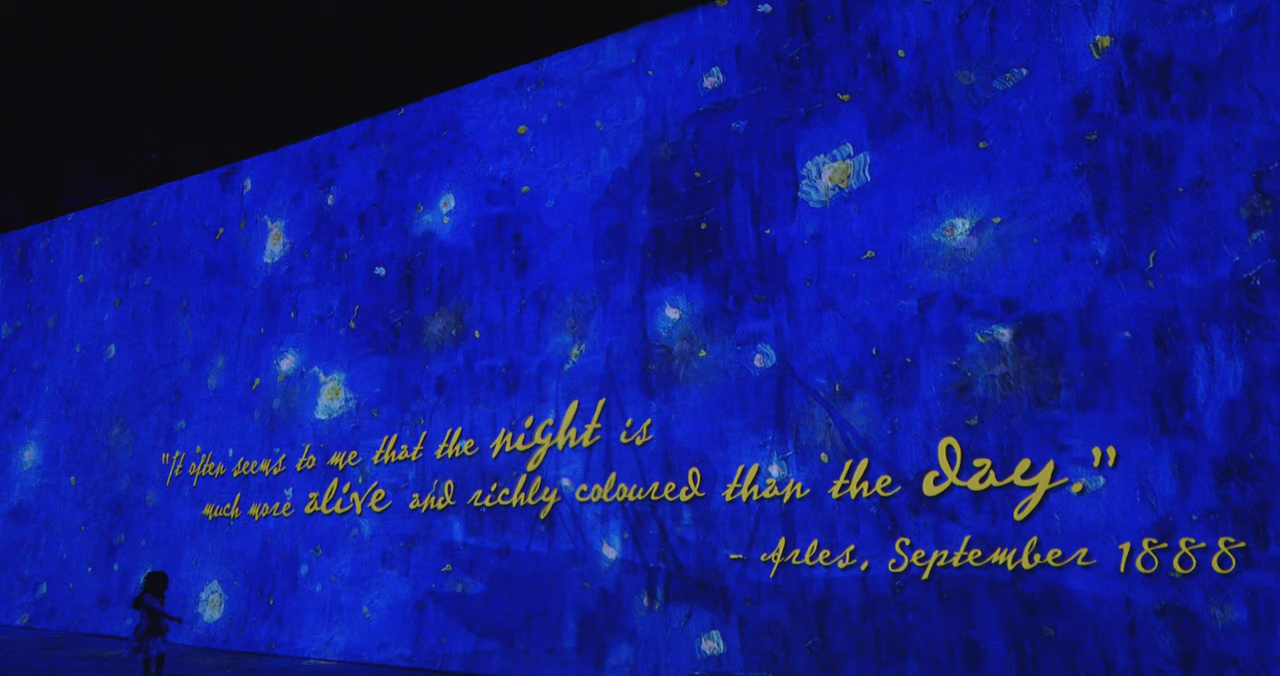 "It often seems to me that the night is
much more alive and richly coloured than the day."
- Arles, September 1888